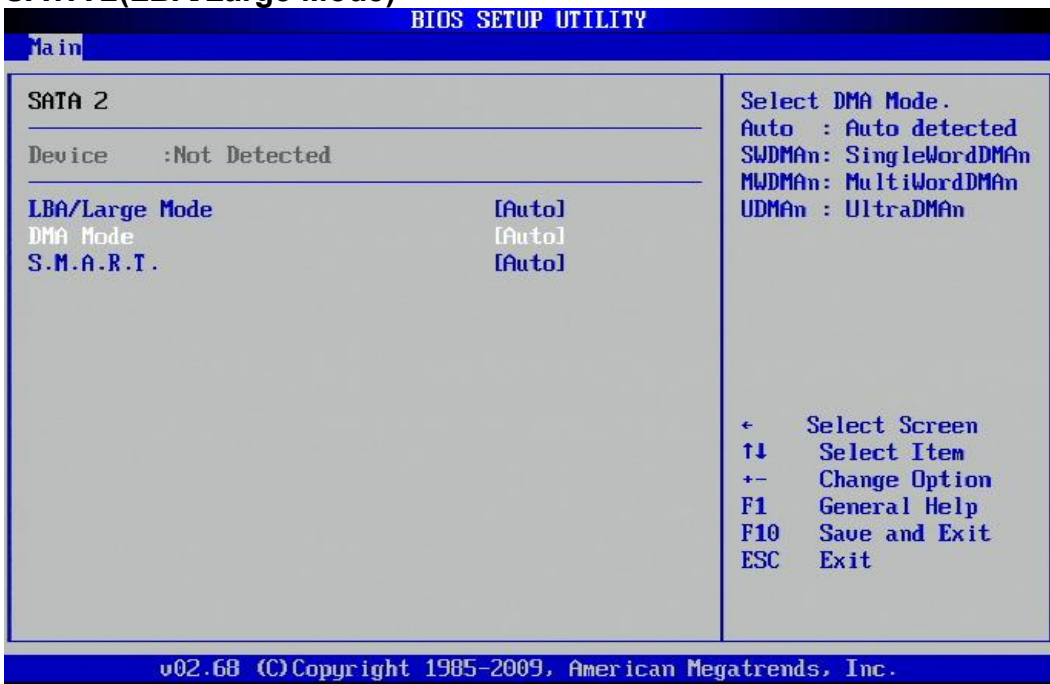 BIOS SETUP UTILITY
Main
SATA 2
Device :Not Detected
LBA/Large Mode [Auto]
DMA Mode [Auto]
S.M.A.R.T. [Auto]
Select DMA Mode.
Auto : Auto detected
SWDMAn: SingleWordDMAn
MWDMAn: MultiWordDMAn
UDMAn : UltraDMAn
← Select Screen
↑↓ Select Item
+- Change Option
F1 General Help
F10 Save and Exit
ESC Exit
v02.68 (C)Copyright 1985-2009, American Megatrends, Inc.